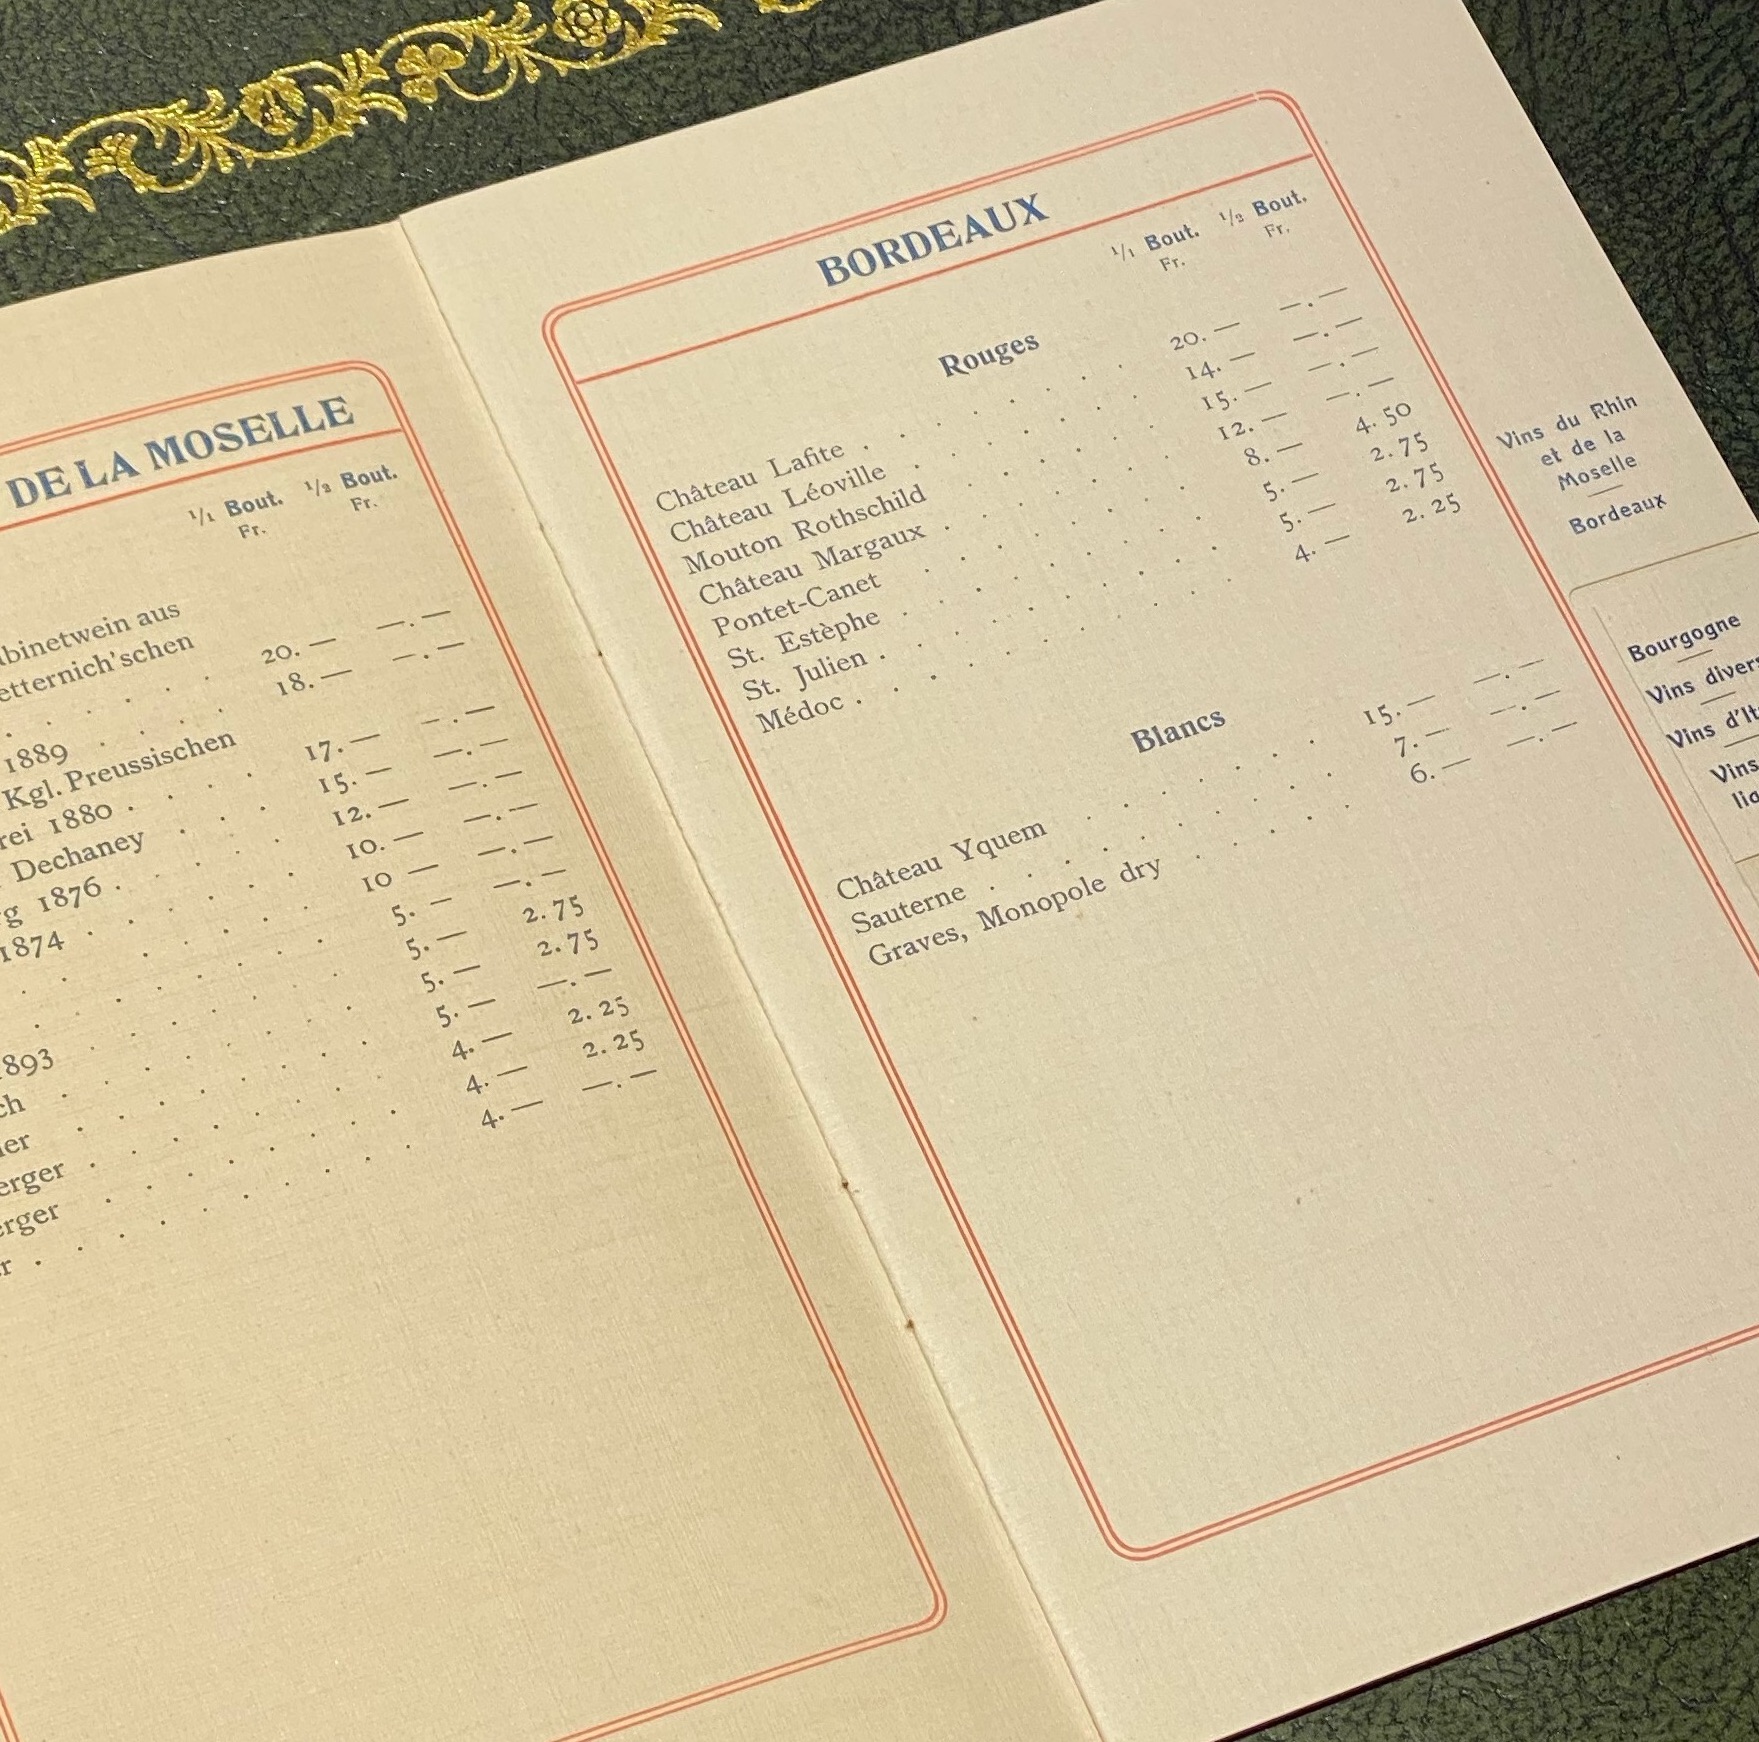 DE LA MOSELLE
1/1 Bout. 1/2 Bout.
Fr. Fr.
binetwein aus
etternich'schen
. . . . . . 20.— —.—
1889 . . . . 18.— —.—
Kgl. Preussischen
rei 1880 . . . . 17.— —.—
Dechaney . . . 15.— —.—
g 1876 . . . . . 12.— —.—
1874 . . . . . . 10.— —.—
. . . . . . . 10 — —.—
. . . . . . . . 5.— —.—
893 . . . . . . . 5.— 2.75
ch . . . . . . . 5.— 2.75
er . . . . . . . 5.— —.—
erger . . . . . . . 4.— 2.25
erger . . . . . . . 4.— 2.25
r . . . . . . . . . 4.— —.—
BORDEAUX
1/1 Bout. 1/2 Bout.
Fr. Fr.
Rouges
Château Lafite . . . . . . . 20.— —.—
Château Léoville . . . . . . 14.— —.—
Mouton Rothschild . . . . . 15.— —.—
Château Margaux . . . . . . 12.— —.—
Pontet-Canet . . . . . . . 8.— 4.50
St. Estèphe . . . . . . . . 5.— 2.75
St. Julien . . . . . . . . 5.— 2.75
Médoc . . . . . . . . . 4.— 2.25
Blancs
Château Yquem . . . . . . 15.— —.—
Sauterne . . . . . . . . 7.— —.—
Graves, Monopole dry . . . . 6.— —.—
Vins du Rhin
et de la
Moselle
Bordeaux
Bourgogne
Vins divers
Vins d'It
Vins